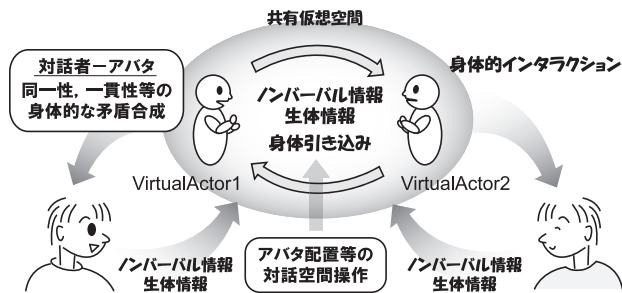 共有仮想空間
対話者－アバタ
同一性，一貫性等の
身体的な矛盾合成
身体的インタラクション
ノンバーバル情報
生体情報
身体引き込み
VirtualActor1
VirtualActor2
ノンバーバル情報
生体情報
アバタ配置等の
対話空間操作
ノンバーバル情報
生体情報